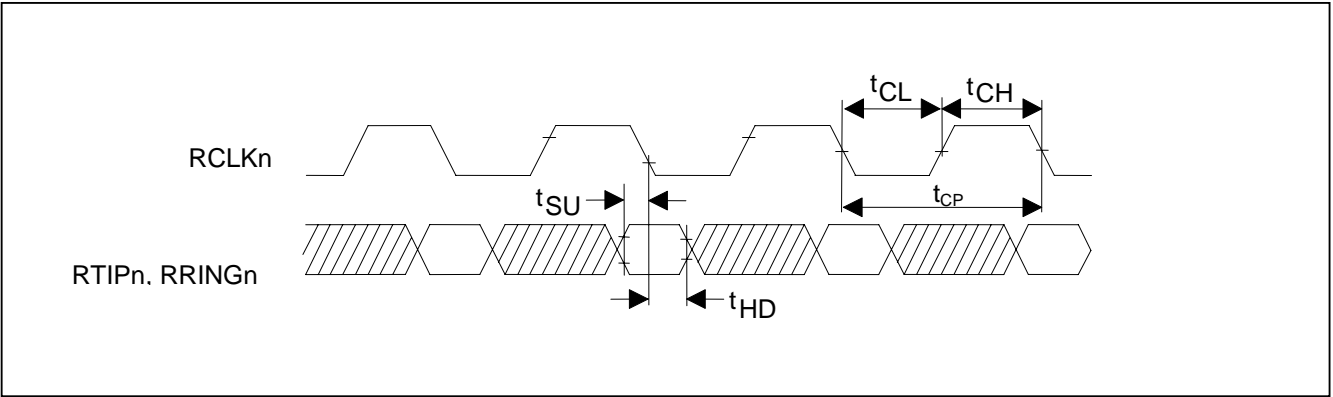 tCL tCH
RCLKn
tSU
tCP
RTIPn, RRINGn
tHD